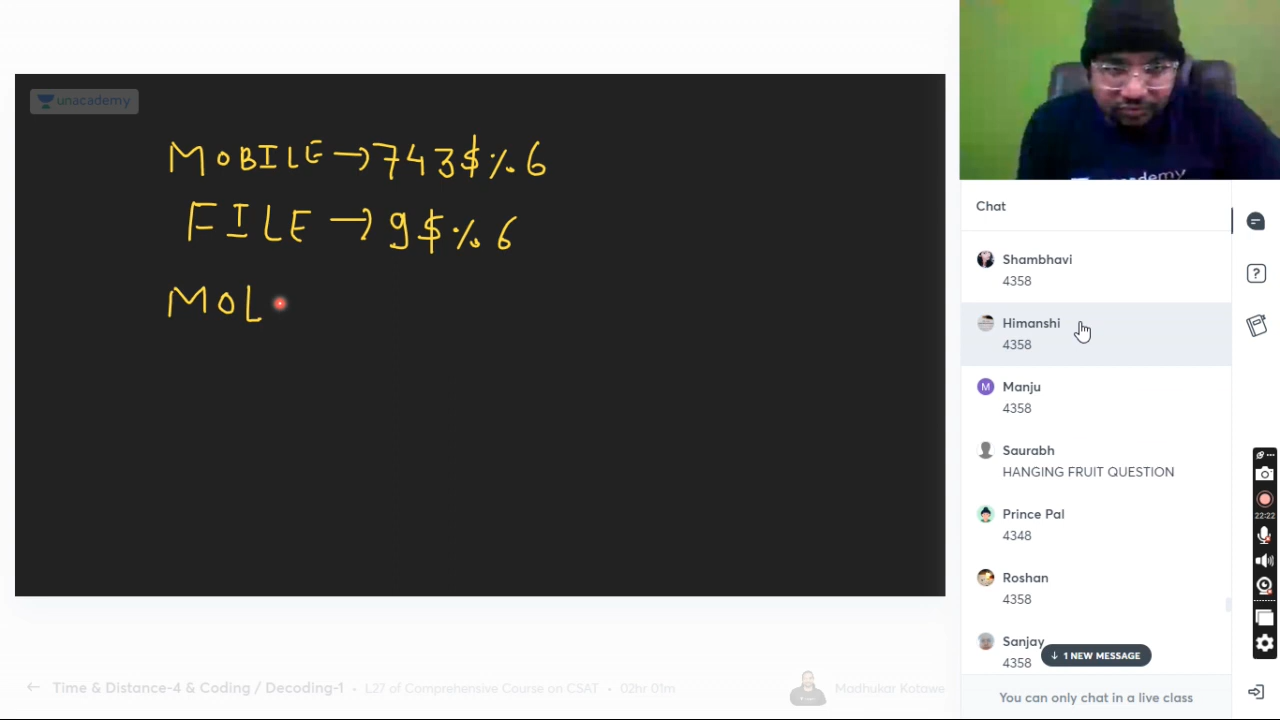 unacademy
MOBILE → 743$%6
FILE → 9$%6
MOL
unacademy
Chat
Shambhavi
4358
Himanshi
4358
Manju
4358
Saurabh
HANGING FRUIT QUESTION
Prince Pal
4348
Roshan
4358
Sanjay
4358
↓ 1 NEW MESSAGE
You can only chat in a live class
22:22
← Time & Distance-4 & Coding / Decoding-1 • L27 of Comprehensive Course on CSAT • 02hr 01m
Madhukar Kotawe